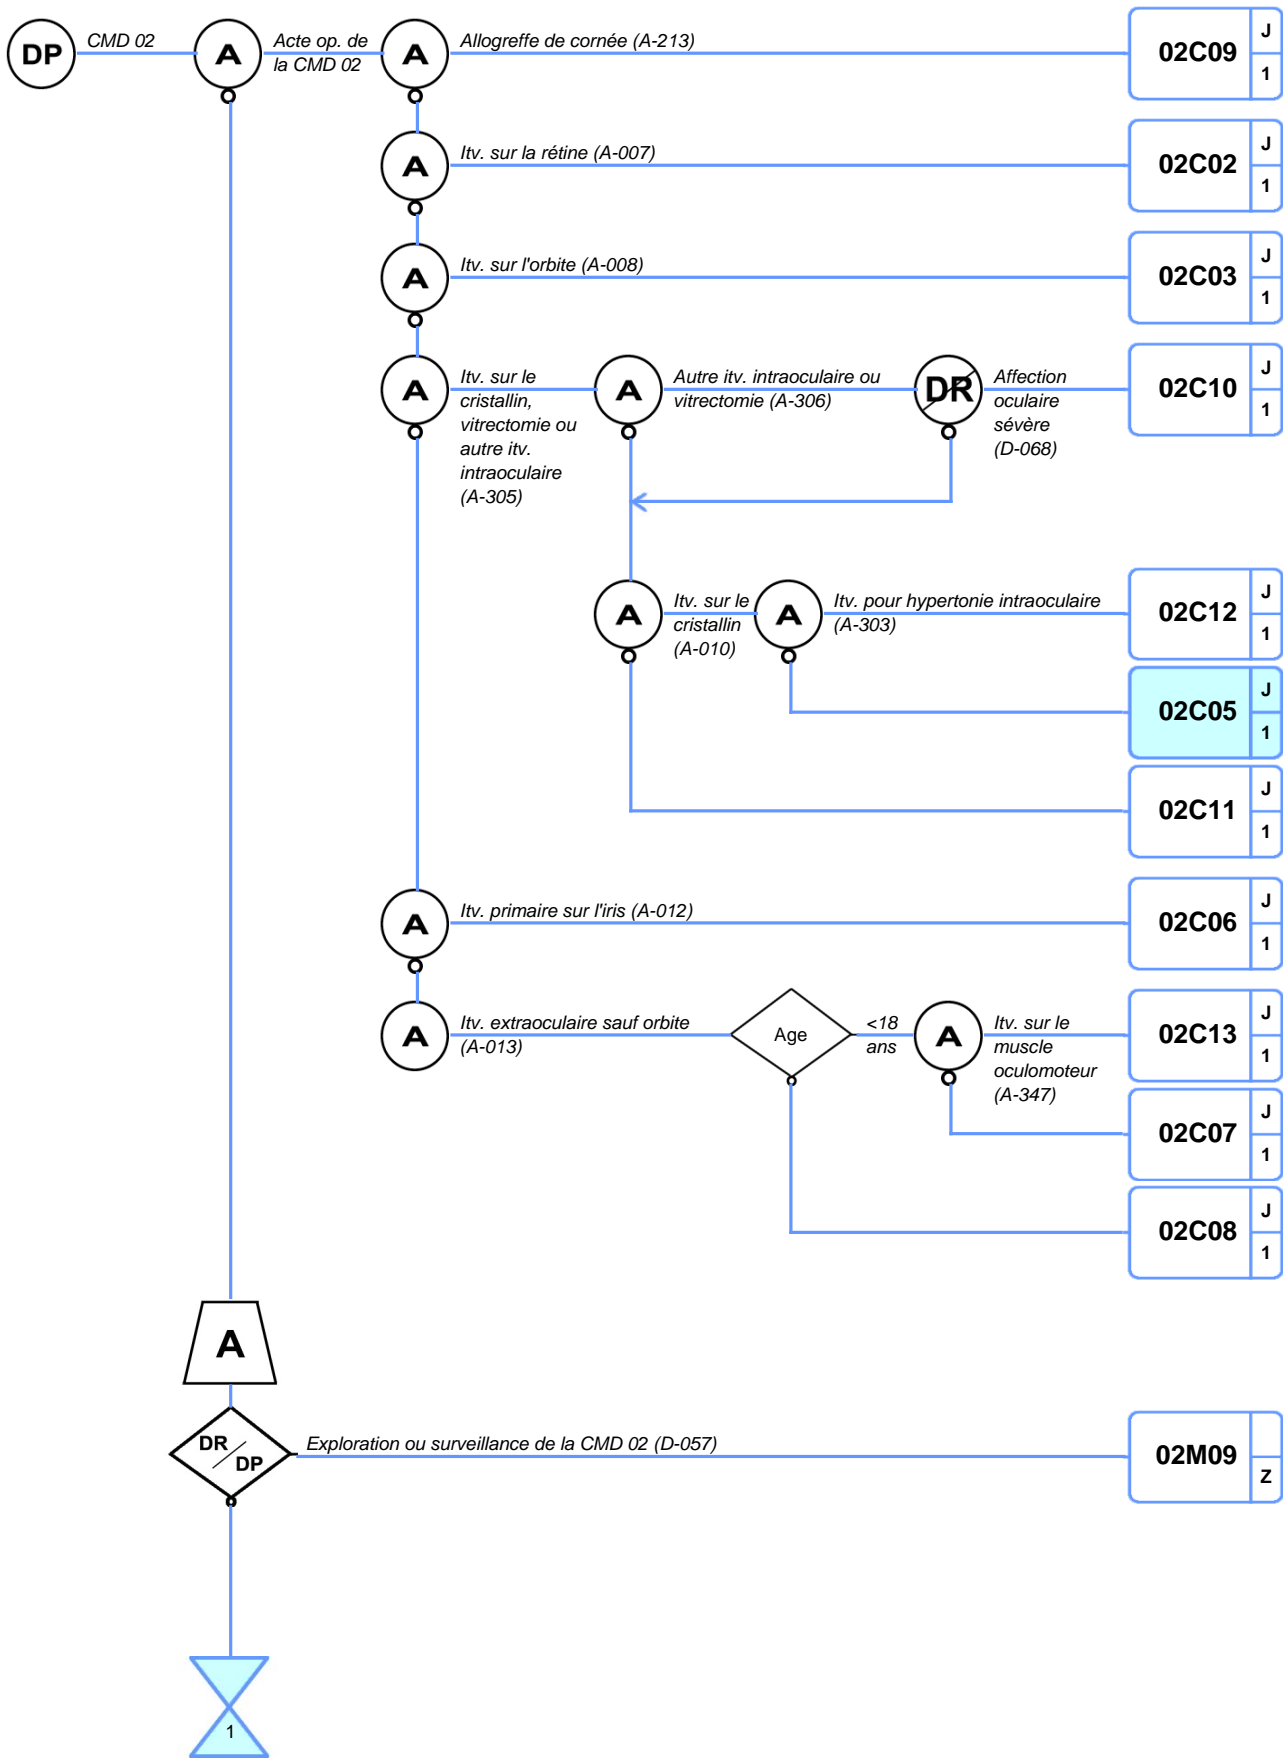 DP
CMD 02
A
Acte op. de
la CMD 02
A
Allogreffe de cornée (A-213)
02C09
J
1
A
Itv. sur la rétine (A-007)
02C02
J
1
A
Itv. sur l'orbite (A-008)
02C03
J
1
A
Itv. sur le
cristallin,
vitrectomie ou
autre itv.
intraoculaire
(A-305)
A
Autre itv. intraoculaire ou
vitrectomie (A-306)
DR
Affection
oculaire
sévère
(D-068)
02C10
J
1
A
Itv. sur le
cristallin
(A-010)
A
Itv. pour hypertonie intraoculaire
(A-303)
02C12
J
1
02C05
J
1
02C11
J
1
A
Itv. primaire sur l'iris (A-012)
02C06
J
1
A
Itv. extraoculaire sauf orbite
(A-013)
Age
<18
ans
A
Itv. sur le
muscle
oculomoteur
(A-347)
02C13
J
1
02C07
J
1
02C08
J
1
A
DR
DP
Exploration ou surveillance de la CMD 02 (D-057)
02M09
Z
1